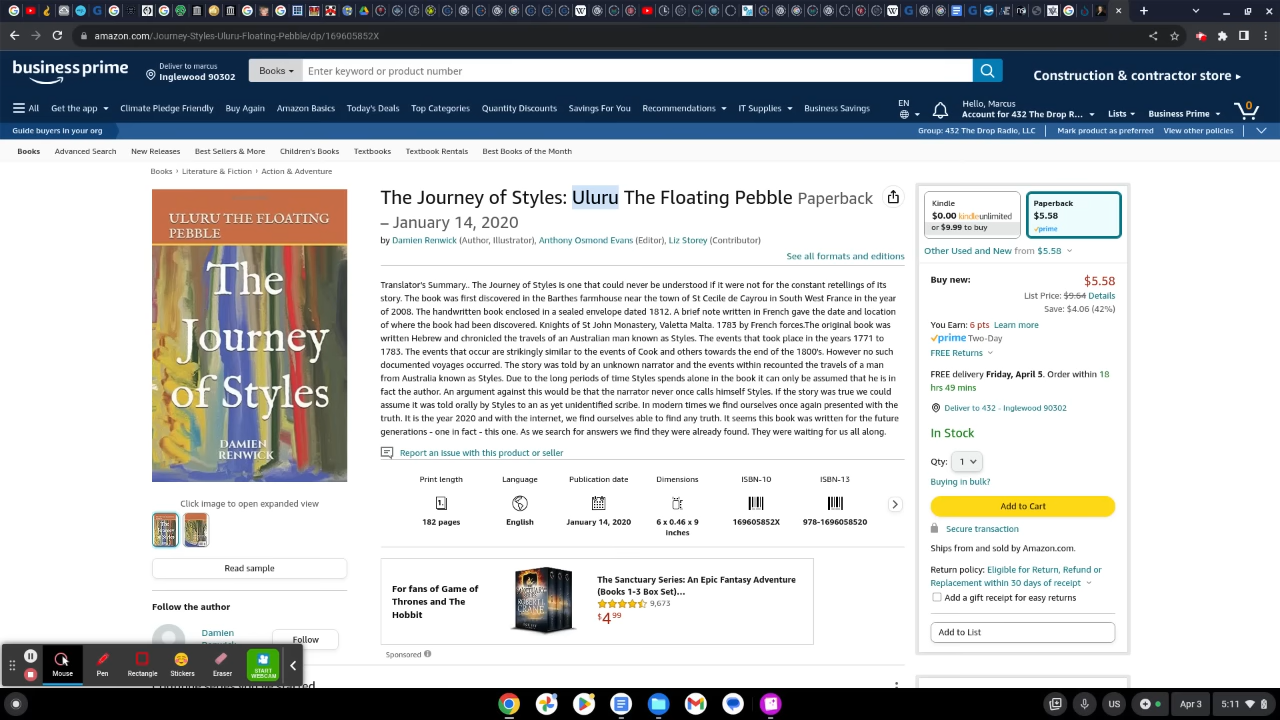 amazon.com/Journey-Styles-Uluru-Floating-Pebble/dp/169605852X
business prime
Deliver to marcus
Inglewood 90302
Books
Enter keyword or product number
Construction & contractor store ▸
All Get the app Climate Pledge Friendly Buy Again Amazon Basics Today's Deals Top Categories Quantity Discounts Savings For You Recommendations IT Supplies Business Savings
EN
Hello, Marcus
Account for 432 The Drop R...
Lists
Business Prime
0
Guide buyers in your org
Group: 432 The Drop Radio, LLC Mark product as preferred View other policies
Books Advanced Search New Releases Best Sellers & More Children's Books Textbooks Textbook Rentals Best Books of the Month
Books › Literature & Fiction › Action & Adventure
ULURU THE FLOATING
PEBBLE
The
Journey
of Styles
DAMIEN
RENWICK
Click image to open expanded view
Read sample
Follow the author
Damien
Follow
The Journey of Styles: Uluru The Floating Pebble Paperback
– January 14, 2020
by Damien Renwick (Author, Illustrator), Anthony Osmond Evans (Editor), Liz Storey (Contributor)
See all formats and editions
Translator's Summary.. The Journey of Styles is one that could never be understood if it were not for the constant retellings of its
story. The book was first discovered in the Barthes farmhouse near the town of St Cecile de Cayrou in South West France in the year
of 2008. The handwritten book enclosed in a sealed envelope dated 1812. A brief note written in French gave the date and location
of where the book had been discovered. Knights of St John Monastery, Valetta Malta. 1783 by French forces.The original book was
written Hebrew and chronicled the travels of an Australian man known as Styles. The events that took place in the years 1771 to
1783. The events that occur are strikingly similar to the events of Cook and others towards the end of the 1800's. However no such
documented voyages occurred. The story was told by an unknown narrator and the events within recounted the travels of a man
from Australia known as Styles. Due to the long periods of time Styles spends alone in the book it can only be assumed that he is in
fact the author. An argument against this would be that the narrator never once calls himself Styles. If the story was true we could
assume it was told orally by Styles to an as yet unidentified scribe. In modern times we find ourselves once again presented with the
truth. It is the year 2020 and with the internet, we find ourselves able to find any truth. It seems this book was written for the future
generations - one in fact - this one. As we search for answers we find they were already found. They were waiting for us all along.
Report an issue with this product or seller
Print length Language Publication date Dimensions ISBN-10 ISBN-13
182 pages English January 14, 2020 6 x 0.46 x 9 169605852X 978-1696058520
inches
For fans of Game of
Thrones and The
Hobbit
The Sanctuary Series: An Epic Fantasy Adventure
(Books 1-3 Box Set)...
9,673
$4.99
Sponsored
Kindle
$0.00 kindleunlimited
or $9.99 to buy
Paperback
$5.58
prime
Other Used and New from $5.58
Buy new: $5.58
List Price: $9.64 Details
Save: $4.06 (42%)
You Earn: 6 pts Learn more
prime Two-Day
FREE Returns
FREE delivery Friday, April 5. Order within 18
hrs 49 mins
Deliver to 432 - Inglewood 90302
In Stock
Qty: 1
Buying in bulk?
Add to Cart
Secure transaction
Ships from and sold by Amazon.com.
Return policy: Eligible for Return, Refund or
Replacement within 30 days of receipt
Add a gift receipt for easy returns
Add to List
Mouse Pen Rectangle Stickers Eraser START
WEBCAM
US
Apr 3
5:11